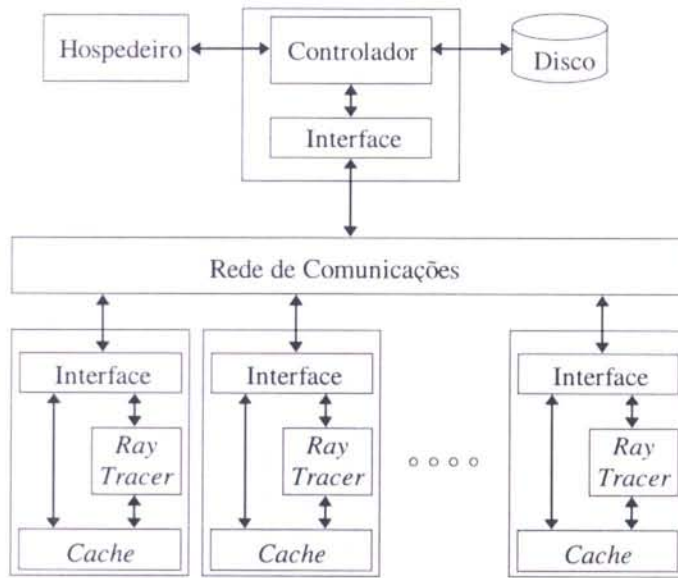 Hospedeiro
Controlador
Disco
Interface
Rede de Comunicações
Interface
Interface
Interface
Ray
Tracer
Ray
Tracer
Ray
Tracer
Cache
Cache
Cache